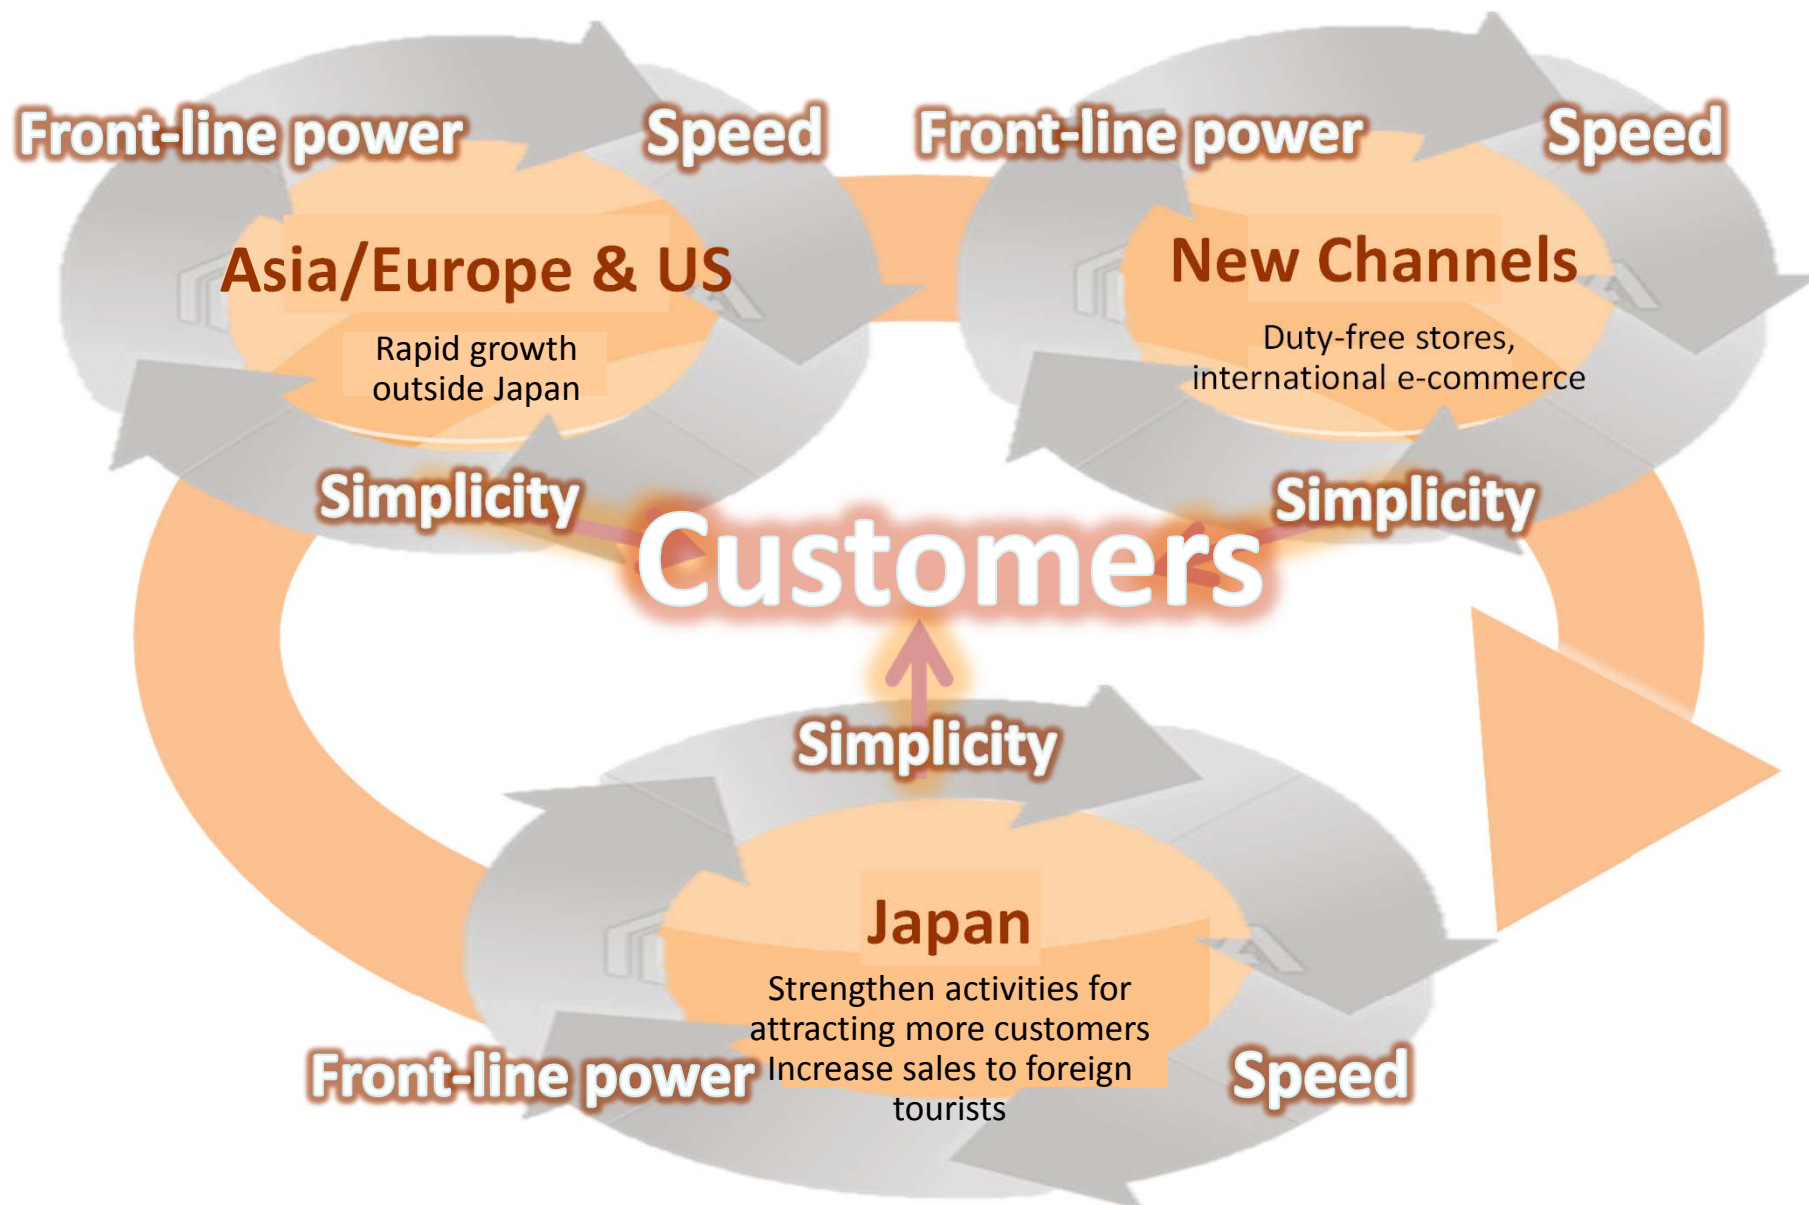 Front-line power
Speed
Asia/Europe & US
Rapid growth
outside Japan
Simplicity
Front-line power
Speed
New Channels
Duty-free stores,
international e-commerce
Simplicity
Customers
Simplicity
Japan
Strengthen activities for
attracting more customers
Increase sales to foreign
tourists
Front-line power
Speed